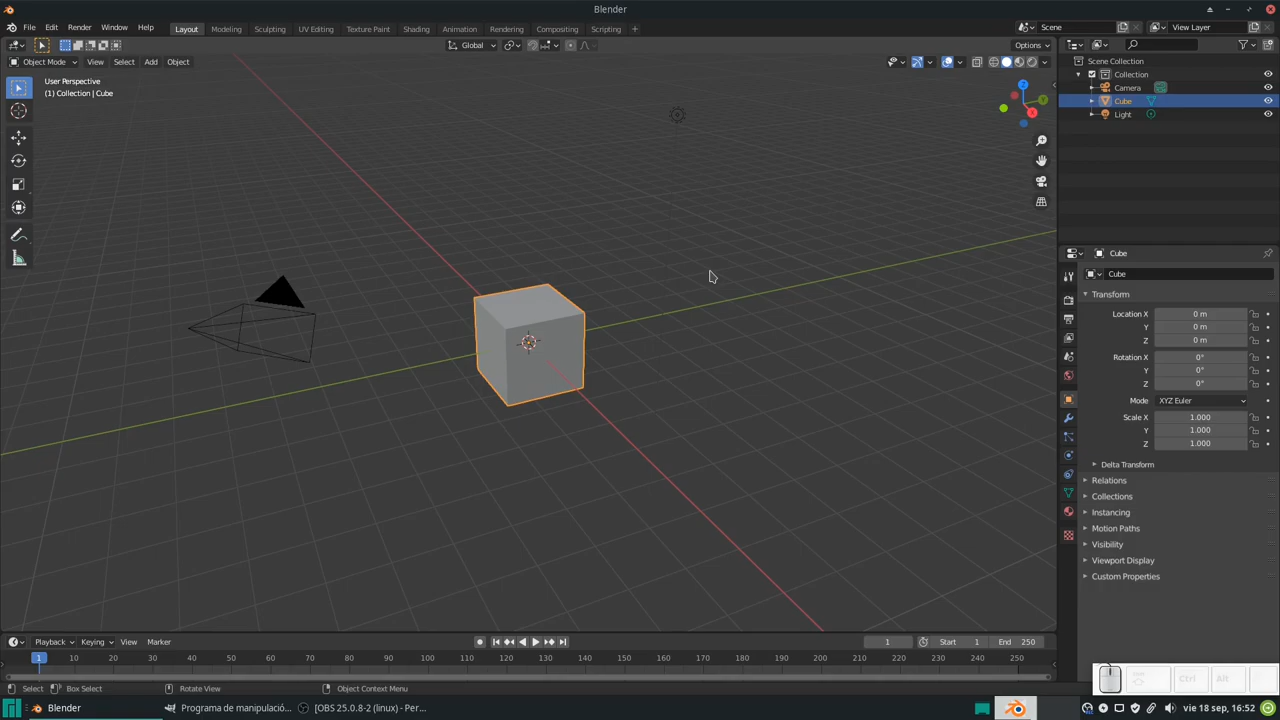 Blender
File Edit Render Window Help
Layout Modeling Sculpting UV Editing Texture Paint Shading Animation Rendering Compositing Scripting +
Scene
View Layer
Global
Options
Object Mode View Select Add Object
User Perspective
(1) Collection | Cube
Z
Y
X
Scene Collection
Collection
Camera
Cube
Light
Cube
Cube
Transform
Location X 0 m
Y 0 m
Z 0 m
Rotation X 0°
Y 0°
Z 0°
Mode XYZ Euler
Scale X 1.000
Y 1.000
Z 1.000
Delta Transform
Relations
Collections
Instancing
Motion Paths
Visibility
Viewport Display
Custom Properties
Playback Keying View Marker
1 Start 1 End 250
1 10 20 30 40 50 60 70 80 90 100 110 120 130 140 150 160 170 180 190 200 210 220 230 240 250
Select Box Select Rotate View Object Context Menu
Ctrl Alt
Blender Programa de manipulació... [OBS 25.0.8-2 (linux) - Per... vie 18 sep, 16:52